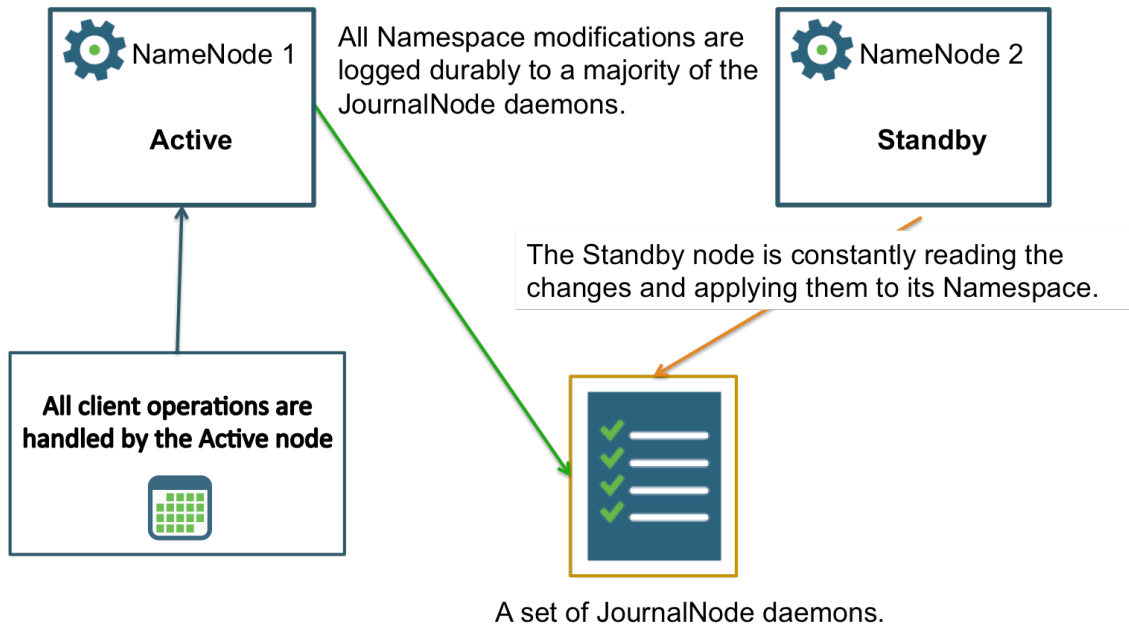 NameNode 1
Active
All Namespace modifications are
logged durably to a majority of the
JournalNode daemons.
NameNode 2
Standby
The Standby node is constantly reading the
changes and applying them to its Namespace.
All client operations are
handled by the Active node
A set of JournalNode daemons.